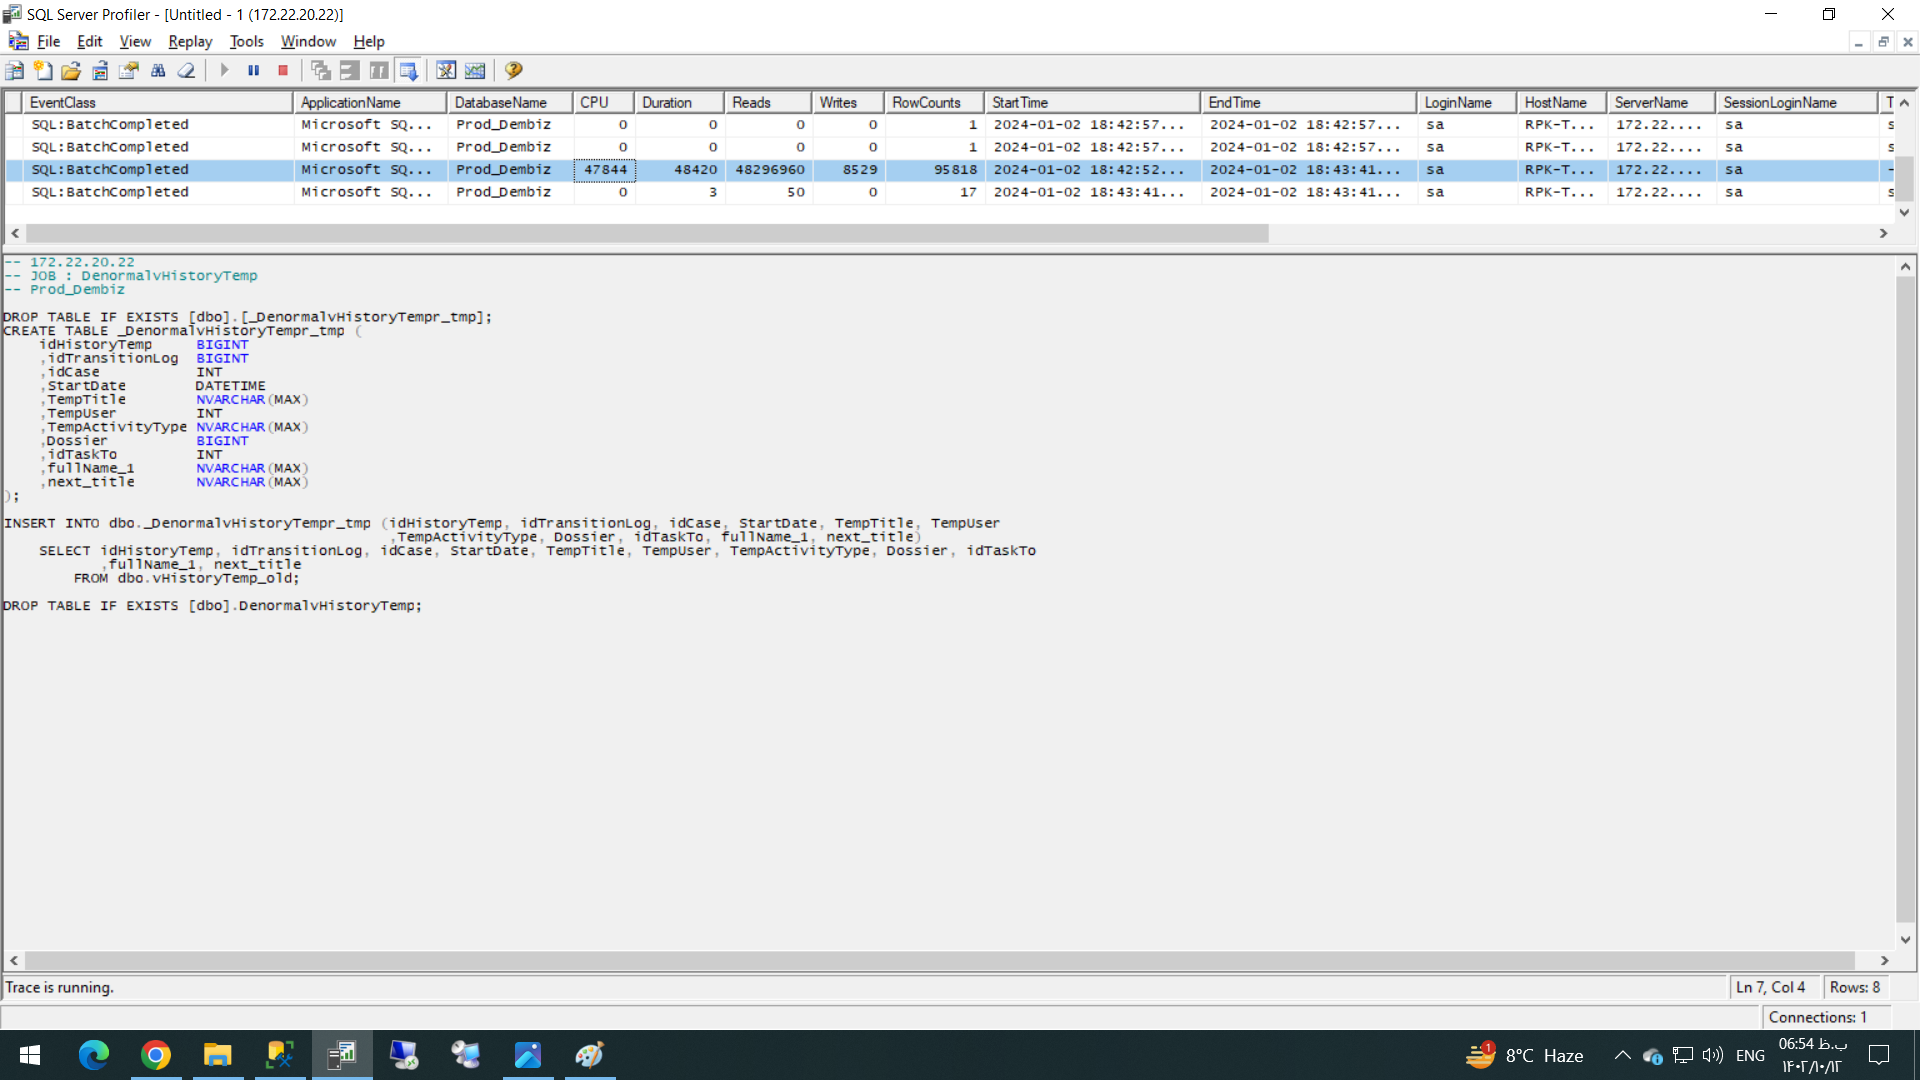 SQL Server Profiler - [Untitled - 1 (172.22.20.22)]
File Edit View Replay Tools Window Help
EventClass ApplicationName DatabaseName CPU Duration Reads Writes RowCounts StartTime EndTime LoginName HostName ServerName SessionLoginName T
SQL:BatchCompleted Microsoft SQ... Prod_Dembiz 0 0 0 0 1 2024-01-02 18:42:57... 2024-01-02 18:42:57... sa RPK-T... 172.22.... sa s
SQL:BatchCompleted Microsoft SQ... Prod_Dembiz 0 0 0 0 1 2024-01-02 18:42:57... 2024-01-02 18:42:57... sa RPK-T... 172.22.... sa s
SQL:BatchCompleted Microsoft SQ... Prod_Dembiz 47844 48420 48296960 8529 95818 2024-01-02 18:42:52... 2024-01-02 18:43:41... sa RPK-T... 172.22.... sa -
SQL:BatchCompleted Microsoft SQ... Prod_Dembiz 0 3 50 0 17 2024-01-02 18:43:41... 2024-01-02 18:43:41... sa RPK-T... 172.22.... sa s
-- 172.22.20.22
-- JOB : DenormalvHistoryTemp
-- Prod_Dembiz
DROP TABLE IF EXISTS [dbo].[_DenormalvHistoryTempr_tmp];
CREATE TABLE _DenormalvHistoryTempr_tmp (
idHistoryTemp BIGINT
,idTransitionLog BIGINT
,idCase INT
,StartDate DATETIME
,TempTitle NVARCHAR(MAX)
,TempUser INT
,TempActivityType NVARCHAR(MAX)
,Dossier BIGINT
,idTaskTo INT
,fullName_1 NVARCHAR(MAX)
,next_title NVARCHAR(MAX)
);
INSERT INTO dbo._DenormalvHistoryTempr_tmp (idHistoryTemp, idTransitionLog, idCase, StartDate, TempTitle, TempUser
,TempActivityType, Dossier, idTaskTo, fullName_1, next_title)
SELECT idHistoryTemp, idTransitionLog, idCase, StartDate, TempTitle, TempUser, TempActivityType, Dossier, idTaskTo
,fullName_1, next_title
FROM dbo.vHistoryTemp_old;
DROP TABLE IF EXISTS [dbo].DenormalvHistoryTemp;
Trace is running. Ln 7, Col 4 Rows: 8
Connections: 1
1 8°C Haze ENG 06:54 ب.ظ
۱۴۰۲/۱۰/۱۲